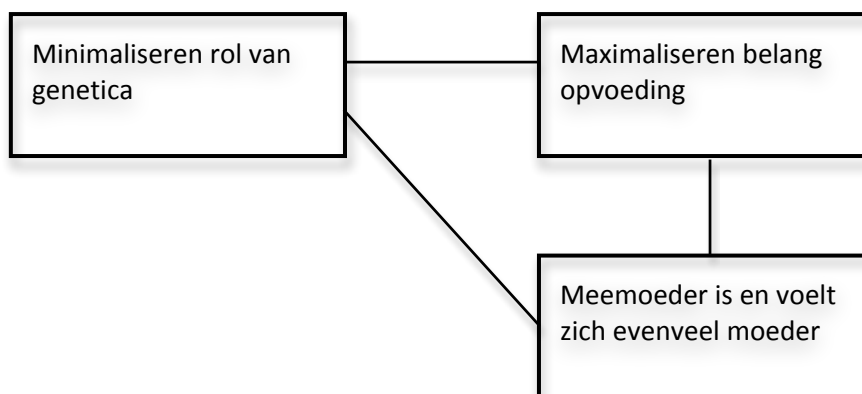 Minimaliseren rol van
genetica
Maximaliseren belang
opvoeding
Meemoeder is en voelt
zich evenveel moeder